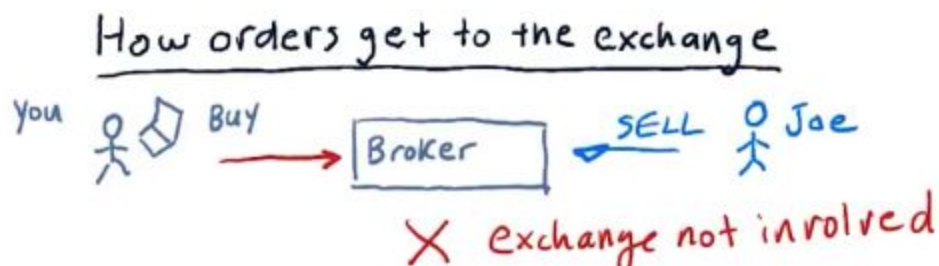 How orders get to the exchange
You Buy Broker SELL Joe
X exchange not involved